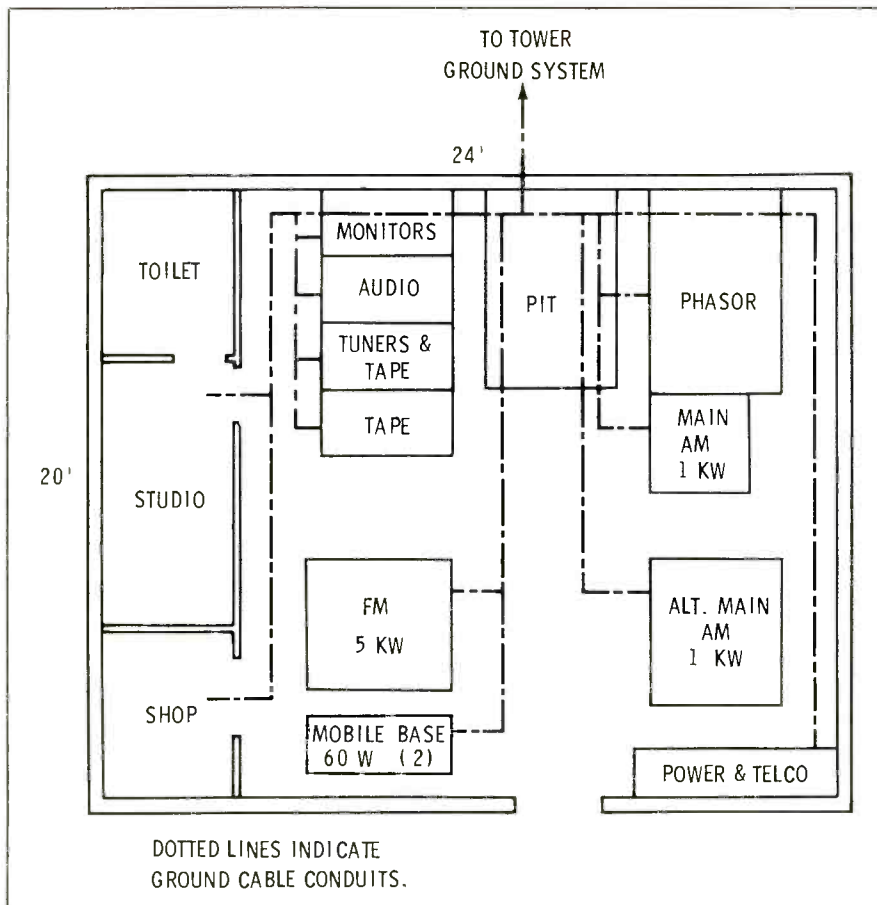 TO TOWER
GROUND SYSTEM
24'
MONITORS
TOILET
AUDIO
PIT
PHASOR
TUNERS &
TAPE
TAPE
MAIN
AM
1 KW
20'
STUDIO
FM
5 KW
ALT. MAIN
AM
1 KW
SHOP
MOBILE BASE
60 W (2)
POWER & TELCO
DOTTED LINES INDICATE
GROUND CABLE CONDUITS.